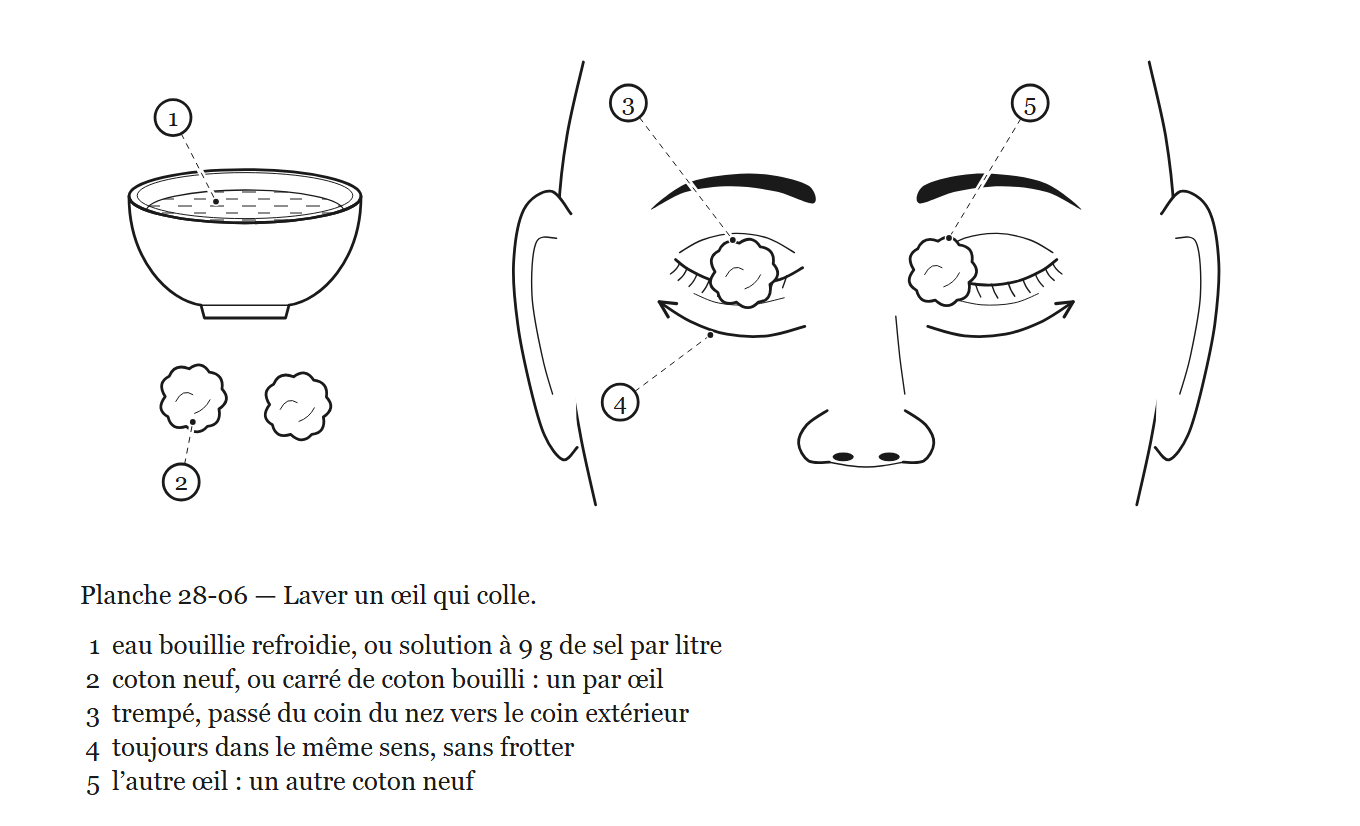 1
3
5
4
2
Planche 28-06 — Laver un œil qui colle.
1 eau bouillie refroidie, ou solution à 9 g de sel par litre
2 coton neuf, ou carré de coton bouilli : un par œil
3 trempé, passé du coin du nez vers le coin extérieur
4 toujours dans le même sens, sans frotter
5 l’autre œil : un autre coton neuf